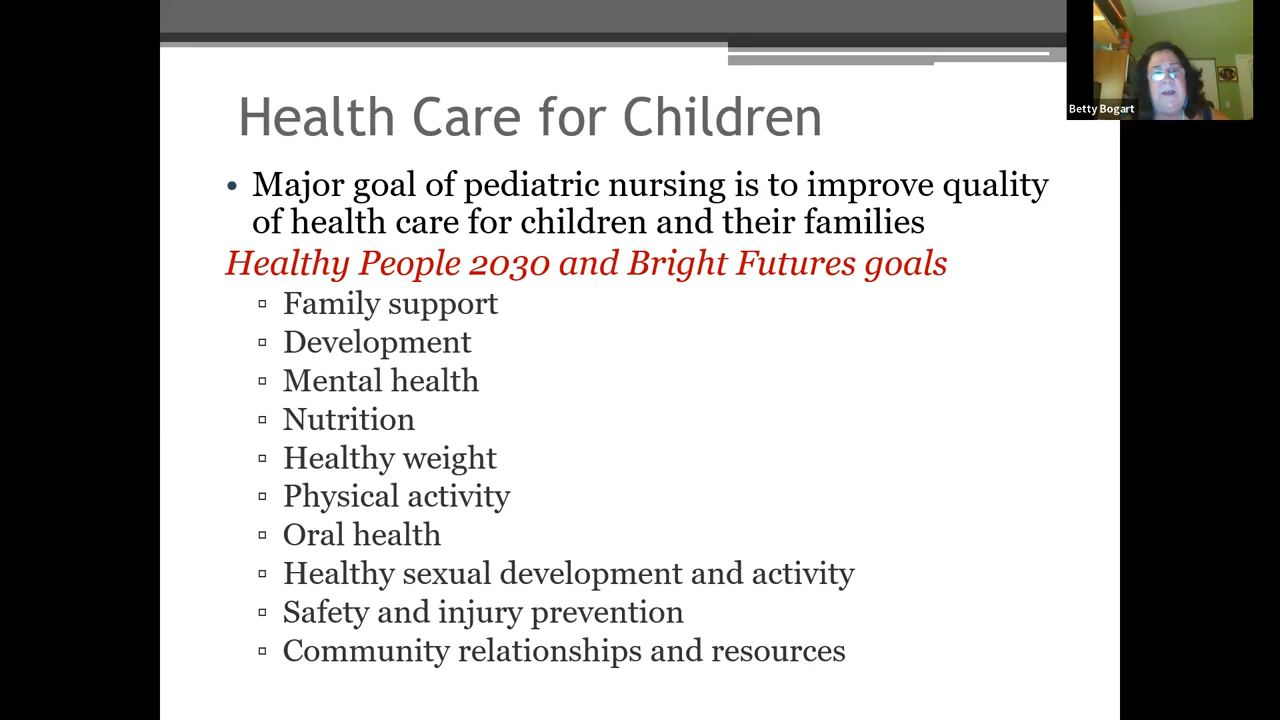 Health Care for Children
• Major goal of pediatric nursing is to improve quality
of health care for children and their families
Healthy People 2030 and Bright Futures goals
▫ Family support
▫ Development
▫ Mental health
▫ Nutrition
▫ Healthy weight
▫ Physical activity
▫ Oral health
▫ Healthy sexual development and activity
▫ Safety and injury prevention
▫ Community relationships and resources
Betty Bogart